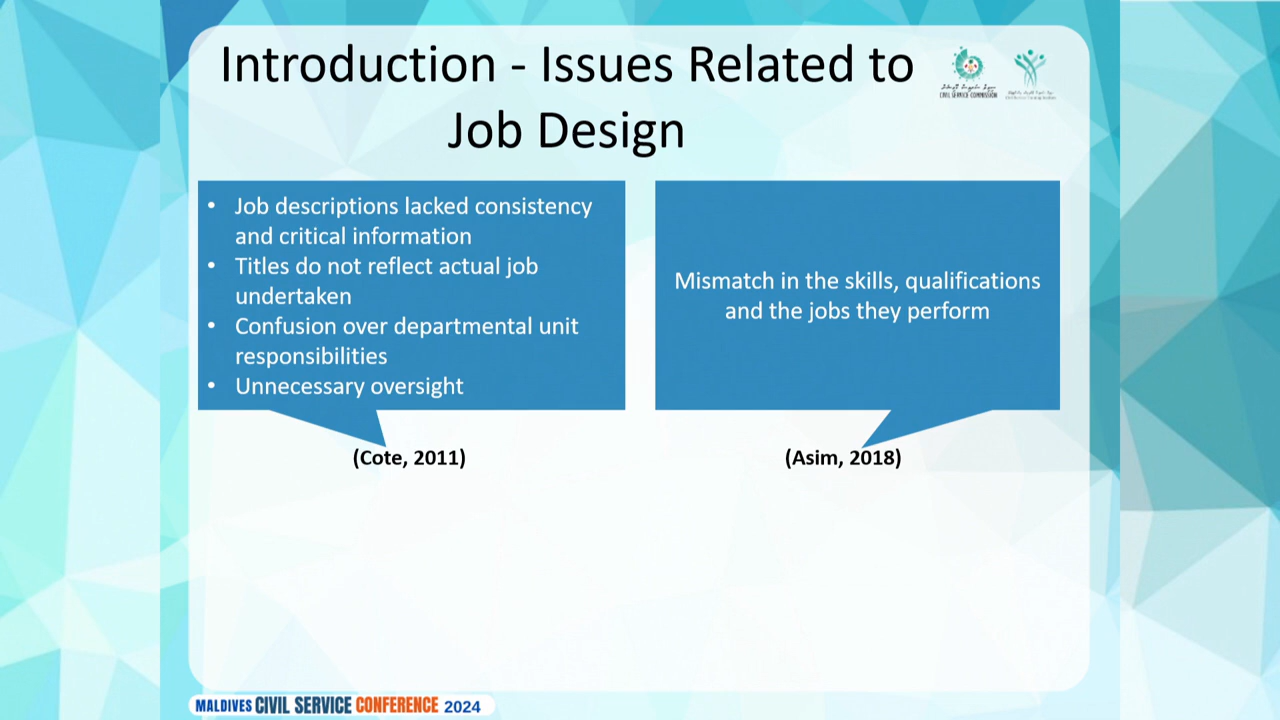 Introduction - Issues Related to
Job Design
CIVIL SERVICE COMMISSION
• Job descriptions lacked consistency
and critical information
• Titles do not reflect actual job
undertaken
• Confusion over departmental unit
responsibilities
• Unnecessary oversight
Mismatch in the skills, qualifications
and the jobs they perform
(Cote, 2011)
(Asim, 2018)
MALDIVES CIVIL SERVICE CONFERENCE 2024